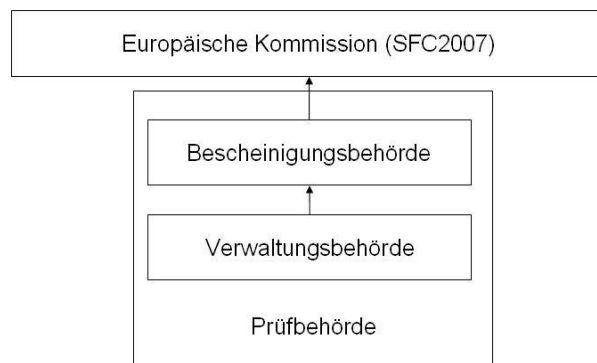 Europäische Kommission (SFC2007)
Bescheinigungsbehörde
Verwaltungsbehörde
Prüfbehörde